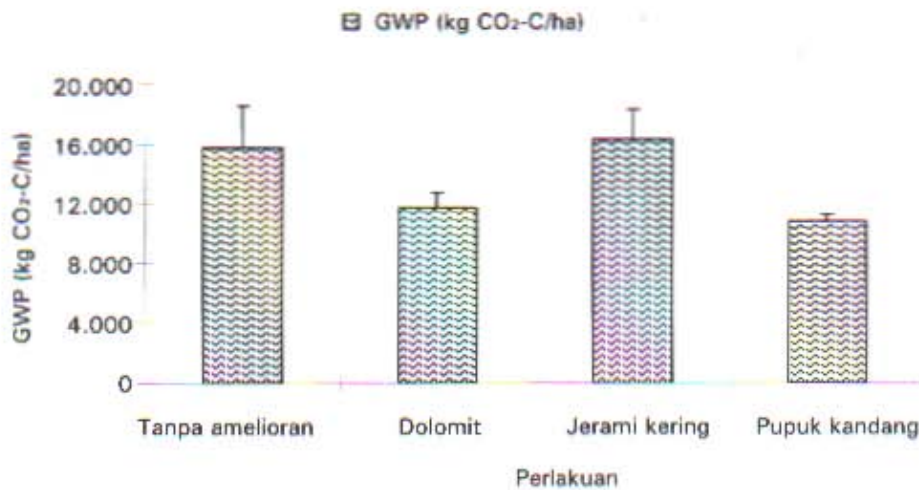 GWP (kg CO₂-C/ha)
GWP (kg CO₂-C/ha)
20.000
16.000
12.000
8.000
4.000
0
Tanpa amelioran Dolomit Jerami kering Pupuk kandang
Perlakuan